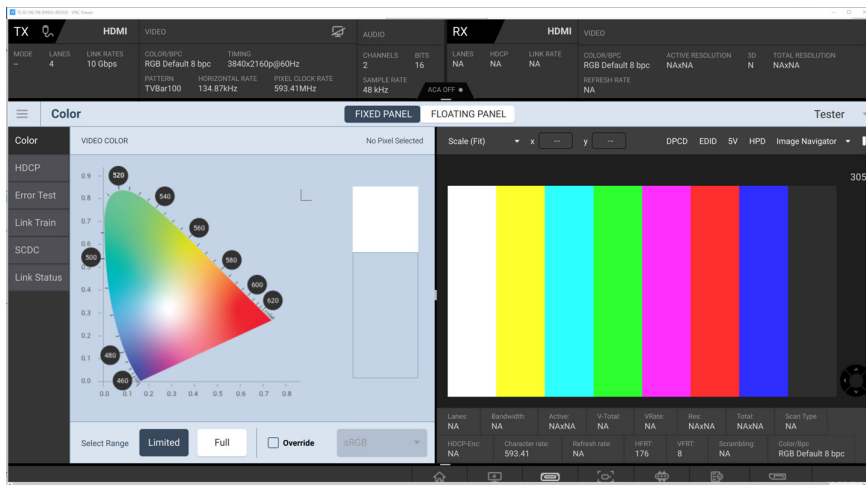 TX HDMI VIDEO AUDIO RX HDMI VIDEO
MODE LANES LINK RATES COLOR/BPC TIMING CHANNELS BITS LANES HDCP LINK RATE COLOR/BPC ACTIVE RESOLUTION 3D TOTAL RESOLUTION
– 4 10 Gbps RGB Default 8 bpc 3840x2160p@60Hz 2 16 NA NA NA RGB Default 8 bpc NAxNA N NAxNA
PATTERN HORIZONTAL RATE PIXEL CLOCK RATE SAMPLE RATE REFRESH RATE
TVBar100 134.87kHz 593.41MHz 48 kHz ACA OFF NA
Color FIXED PANEL FLOATING PANEL Tester
Color VIDEO COLOR No Pixel Selected Scale (Fit) x -- y -- DPCD EDID 5V HPD Image Navigator
HDCP
Error Test
Link Train
SCDC
Link Status
305
0.9
0.8
0.7
0.6
0.5
0.4
0.3
0.2
0.1
0.0
520
540
560
500
580
600
620
480
460
0.0 0.1 0.2 0.3 0.4 0.5 0.6 0.7 0.8
Select Range Limited Full Override sRGB
Lanes: Bandwidth: Active: V-Total: VRate: Res: Total: Scan Type
NA NA NAxNA NA NA NAxNA NAxNA NA
HDCP-Enc: Character rate: Refresh rate: HFRT: VFRT: Scrambling: Color/Bpc
NA 593.41 NA 176 8 NA RGB Default 8 bpc